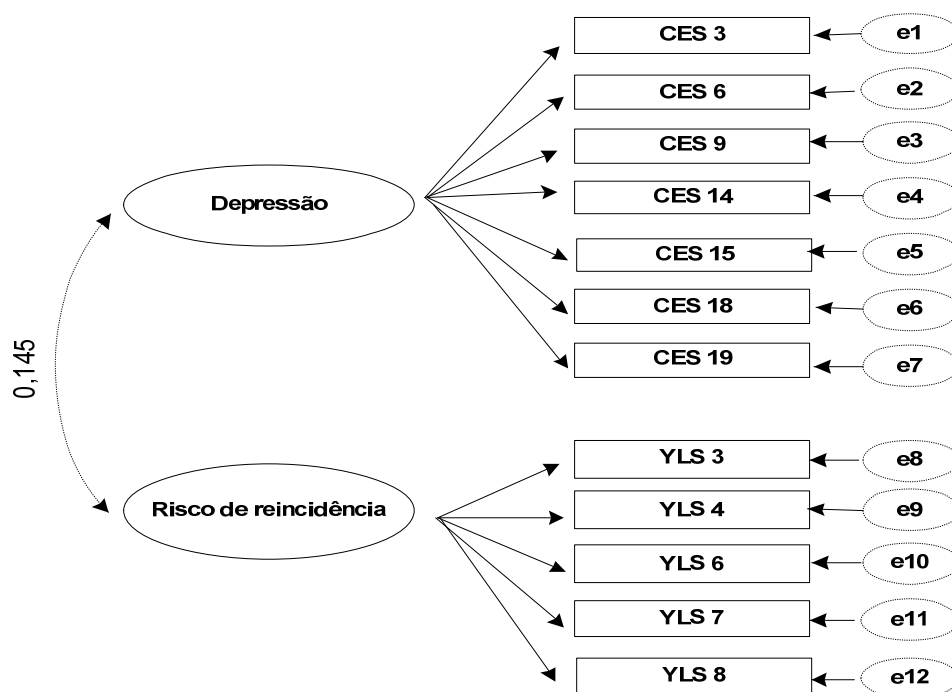 CES 3
e1
CES 6
e2
CES 9
e3
CES 14
e4
Depressão
CES 15
e5
CES 18
e6
CES 19
e7
0,145
YLS 3
e8
YLS 4
e9
Risco de reincidência
YLS 6
e10
YLS 7
e11
YLS 8
e12